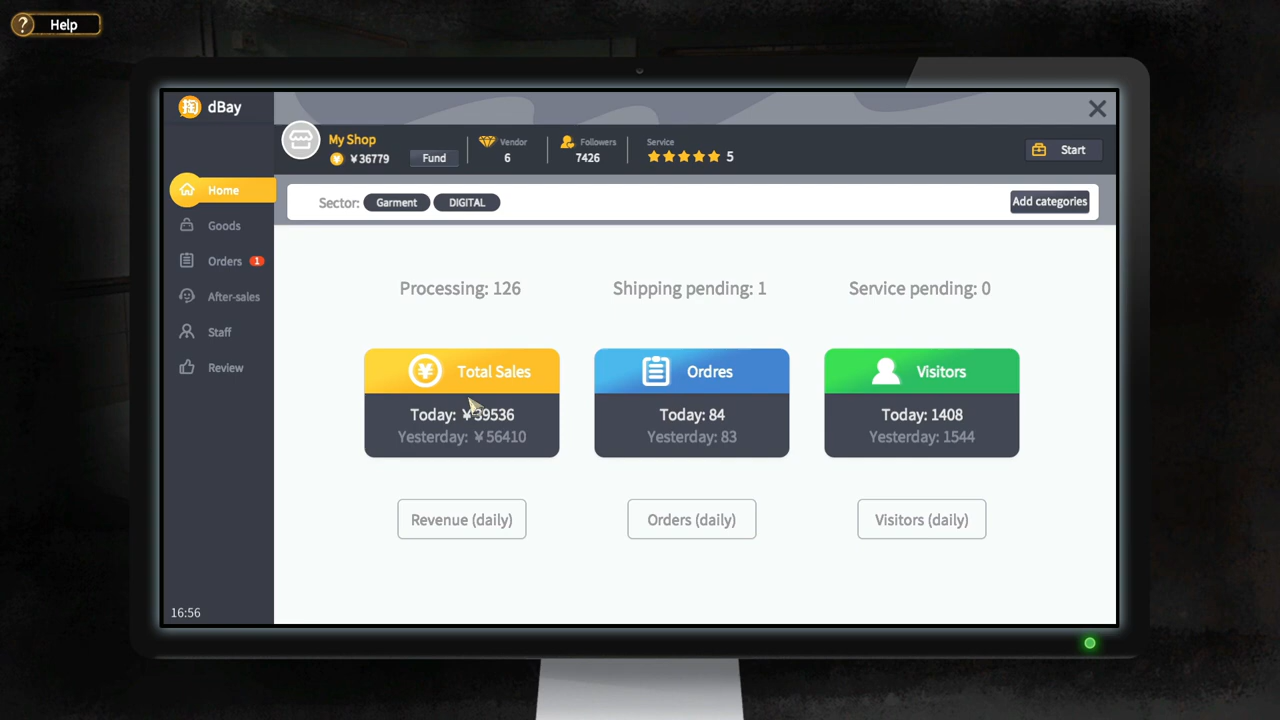 ? Help
淘 dBay
My Shop
¥36779
Fund
Vendor
6
Followers
7426
Service
5
Start
Home
Goods
Orders 1
After-sales
Staff
Review
16:56
Sector: Garment DIGITAL
Add categories
Processing: 126
Shipping pending: 1
Service pending: 0
¥ Total Sales
Today: ¥39536
Yesterday: ¥56410
Ordres
Today: 84
Yesterday: 83
Visitors
Today: 1408
Yesterday: 1544
Revenue (daily)
Orders (daily)
Visitors (daily)